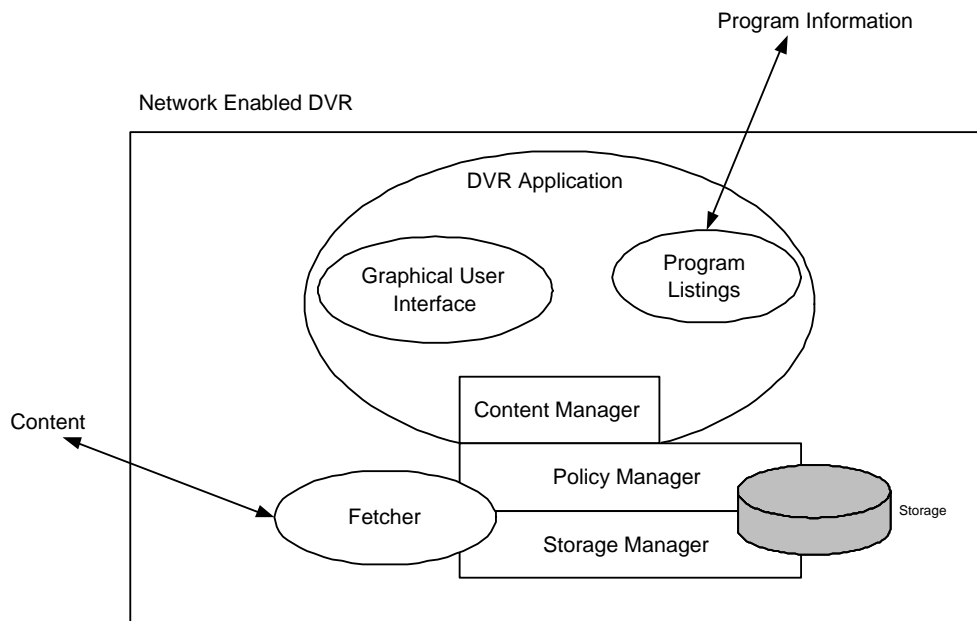 Program Information
Network Enabled DVR
DVR Application
Graphical User
Interface
Program
Listings
Content Manager
Content
Policy Manager
Fetcher
Storage
Storage Manager